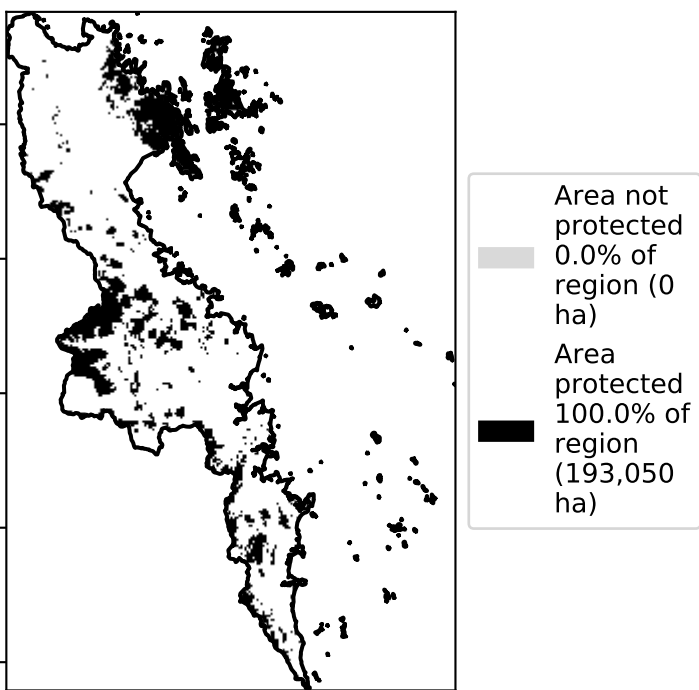 Area not
protected
0.0% of
region (0
ha)
Area
protected
100.0% of
region
(193,050
ha)